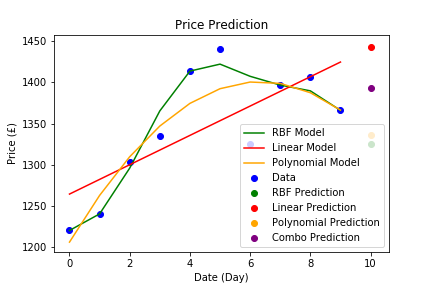 Price Prediction
Price (£)
1450
1400
1350
1300
1250
1200
0 2 4 6 8 10
Date (Day)
RBF Model
Linear Model
Polynomial Model
Data
RBF Prediction
Linear Prediction
Polynomial Prediction
Combo Prediction